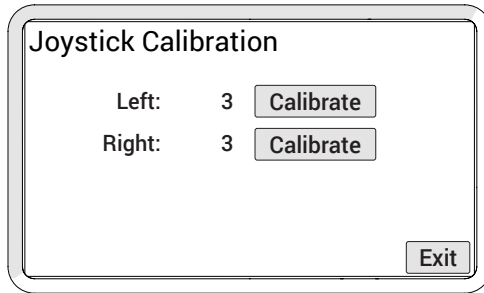 Joystick Calibration
Left: 3 Calibrate
Right: 3 Calibrate
Exit